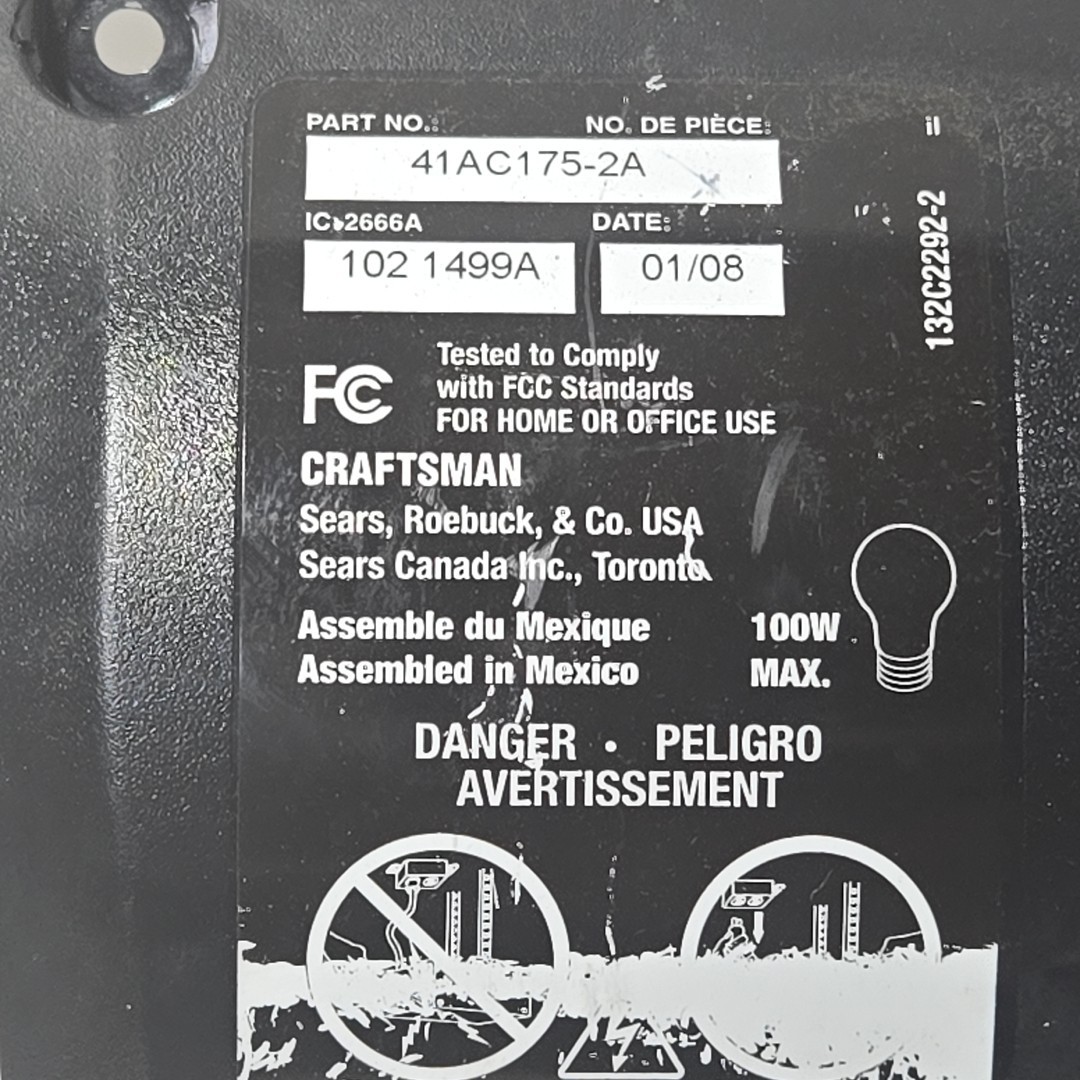 PART NO.: NO. DE PIÈCE:
41AC175-2A
IC:2666A DATE:
102 1499A 01/08
132C2292-2
FC Tested to Comply
with FCC Standards
FOR HOME OR OFFICE USE
CRAFTSMAN
Sears, Roebuck, & Co. USA
Sears Canada Inc., Toronto
Assemble du Mexique 100W
Assembled in Mexico MAX.
DANGER • PELIGRO
AVERTISSEMENT